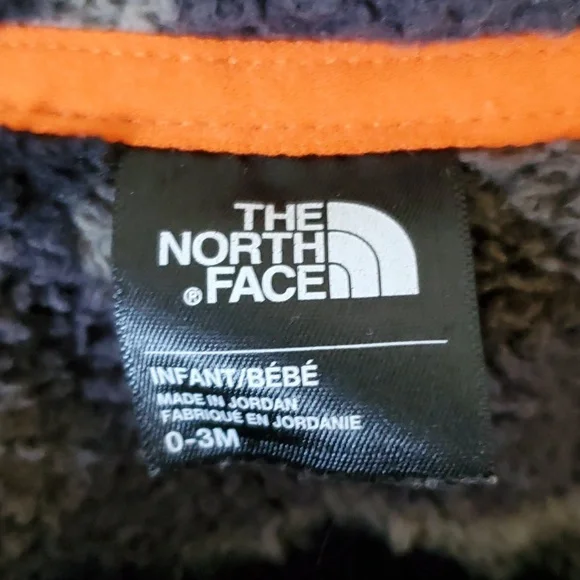 THE
NORTH
® FACE
INFANT/BÉBÉ
MADE IN JORDAN
FABRIQUÉ EN JORDANIE
0-3M